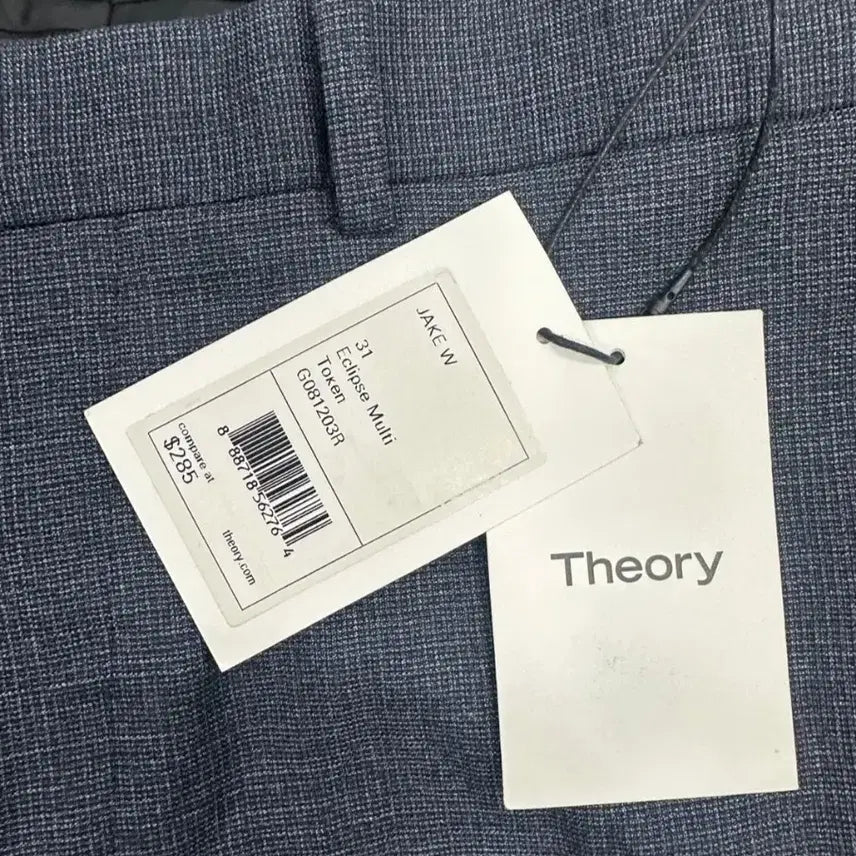 JAKE W
31
Eclipse Multi
Token
G081203R
8 88718 56276 4
compare at
$285
theory.com
Theory